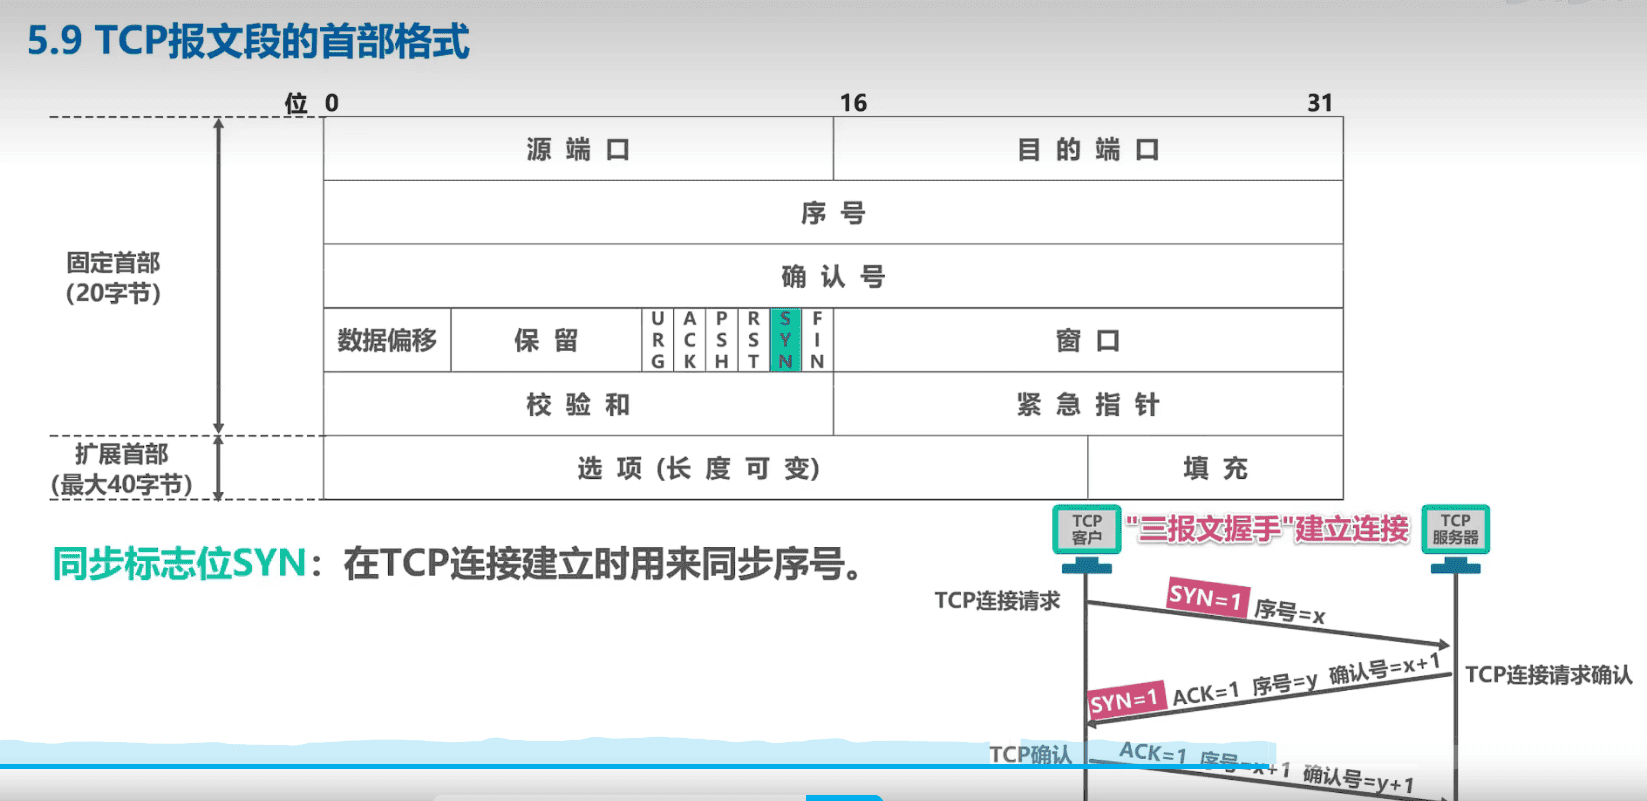 5.9 TCP报文段的首部格式
位 0 16 31
源端口 目的端口
序号
确认号
固定首部
(20字节)
数据偏移 保留 URG ACK PSH RST SYN FIN 窗口
校验和 紧急指针
扩展首部
(最大40字节)
选项(长度可变) 填充
TCP
客户
"三报文握手"建立连接
TCP
服务器
同步标志位SYN：在TCP连接建立时用来同步序号。
TCP连接请求
SYN=1 序号=x
SYN=1 ACK=1 序号=y 确认号=x+1
TCP连接请求确认
TCP确认
ACK=1 序号=x+1 确认号=y+1